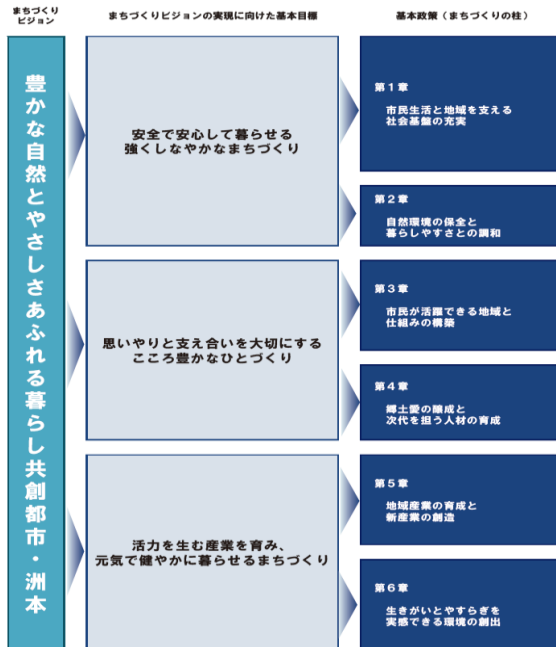 まちづくり
ビジョン
まちづくりビジョンの実現に向けた基本目標
基本政策（まちづくりの柱）
豊かな自然とやさしさあふれる暮らし共創都市・洲本
安全で安心して暮らせる
強くしなやかなまちづくり
第1章
市民生活と地域を支える
社会基盤の充実
第2章
自然環境の保全と
暮らしやすさとの調和
思いやりと支え合いを大切にする
こころ豊かなひとづくり
第3章
市民が活躍できる地域と
仕組みの構築
第4章
郷土愛の醸成と
次代を担う人材の育成
活力を生む産業を育み、
元気で健やかに暮らせるまちづくり
第5章
地域産業の育成と
新産業の創造
第6章
生きがいとやすらぎを
実感できる環境の創出